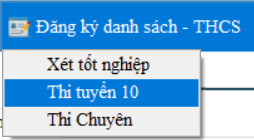 Đăng ký danh sách - THCS
Xét tốt nghiệp
Thi tuyển 10
Thi Chuyên